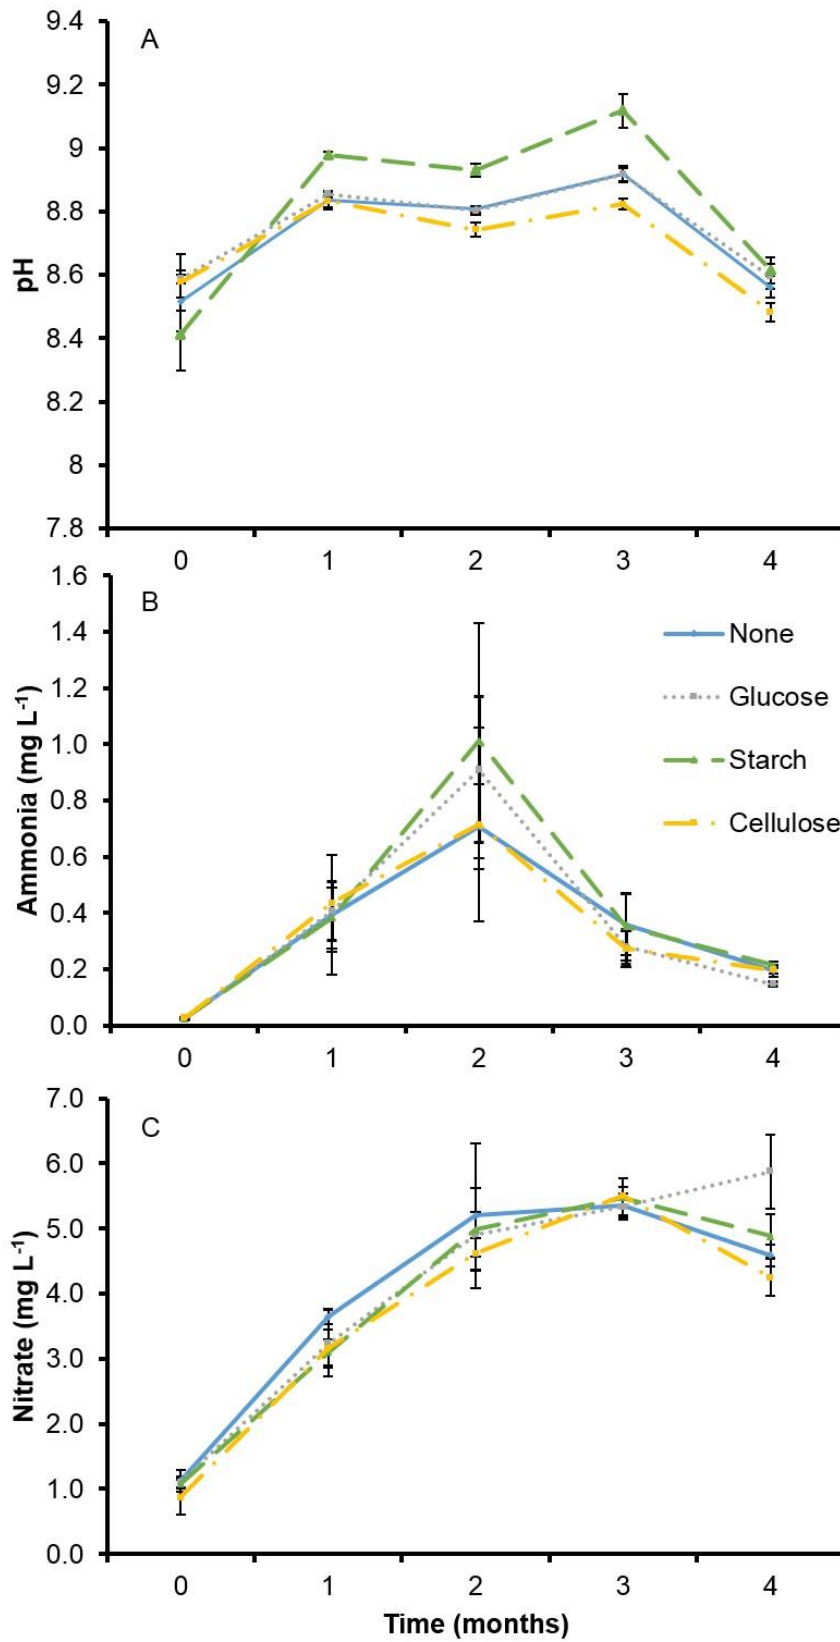 A
9.4
9.2
9
8.8
8.6
8.4
8.2
8
7.8
pH
0 1 2 3 4
B
1.6
1.4
1.2
1.0
0.8
0.6
0.4
0.2
0.0
Ammonia (mg L⁻¹)
None
Glucose
Starch
Cellulose
0 1 2 3 4
C
7.0
6.0
5.0
4.0
3.0
2.0
1.0
0.0
Nitrate (mg L⁻¹)
0 1 2 3 4
Time (months)